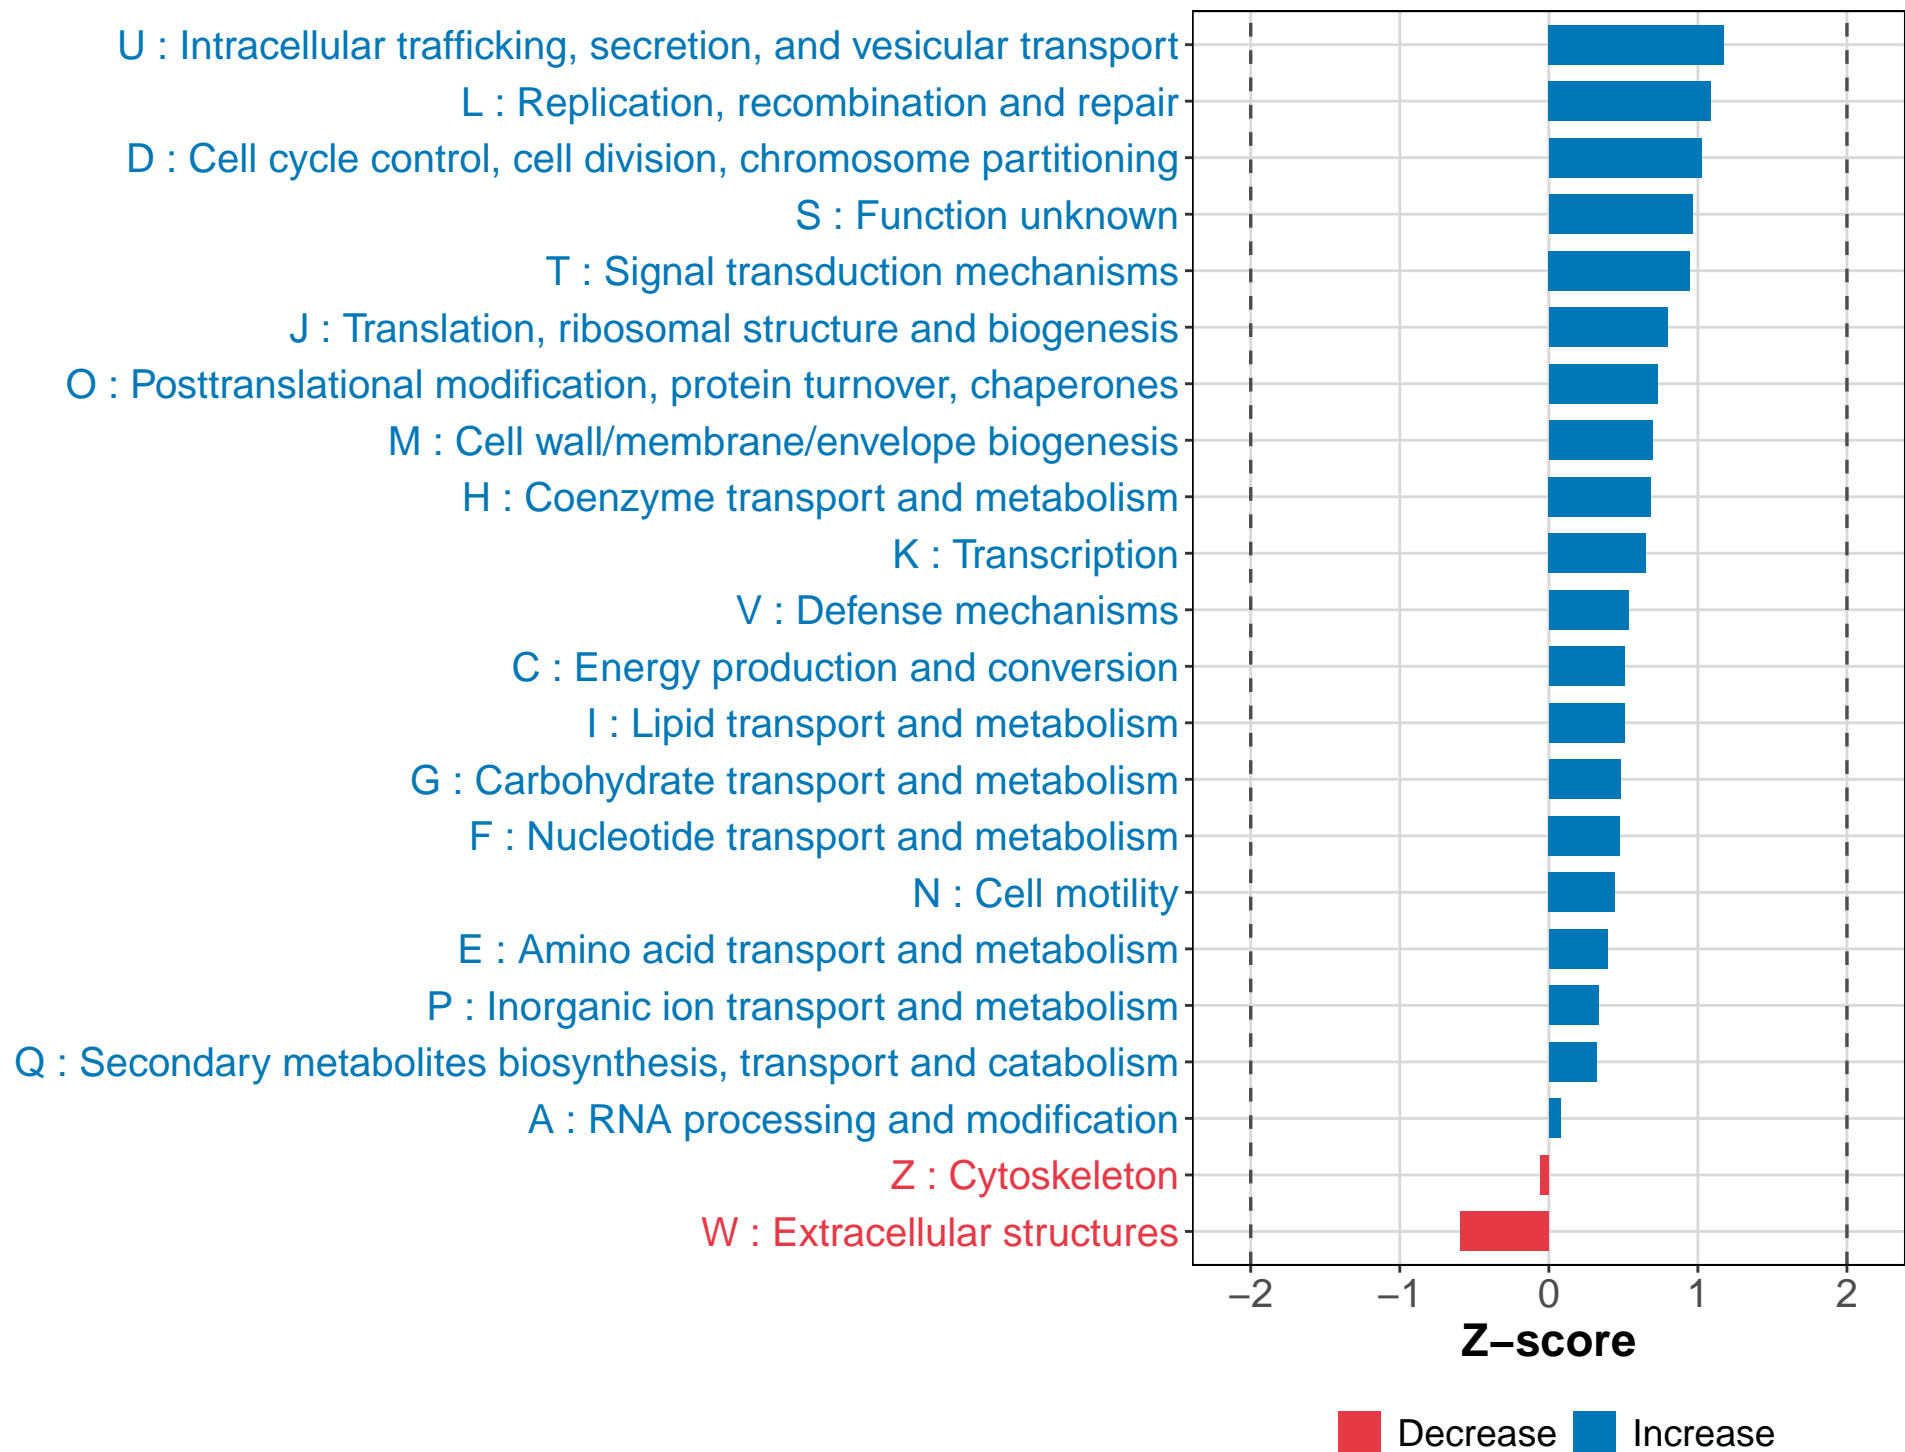 U : Intracellular trafficking, secretion, and vesicular transport
L : Replication, recombination and repair
D : Cell cycle control, cell division, chromosome partitioning
S : Function unknown
T : Signal transduction mechanisms
J : Translation, ribosomal structure and biogenesis
O : Posttranslational modification, protein turnover, chaperones
M : Cell wall/membrane/envelope biogenesis
H : Coenzyme transport and metabolism
K : Transcription
V : Defense mechanisms
C : Energy production and conversion
I : Lipid transport and metabolism
G : Carbohydrate transport and metabolism
F : Nucleotide transport and metabolism
N : Cell motility
E : Amino acid transport and metabolism
P : Inorganic ion transport and metabolism
Q : Secondary metabolites biosynthesis, transport and catabolism
A : RNA processing and modification
Z : Cytoskeleton
W : Extracellular structures
−2 −1 0 1 2
Z−score
Decrease Increase